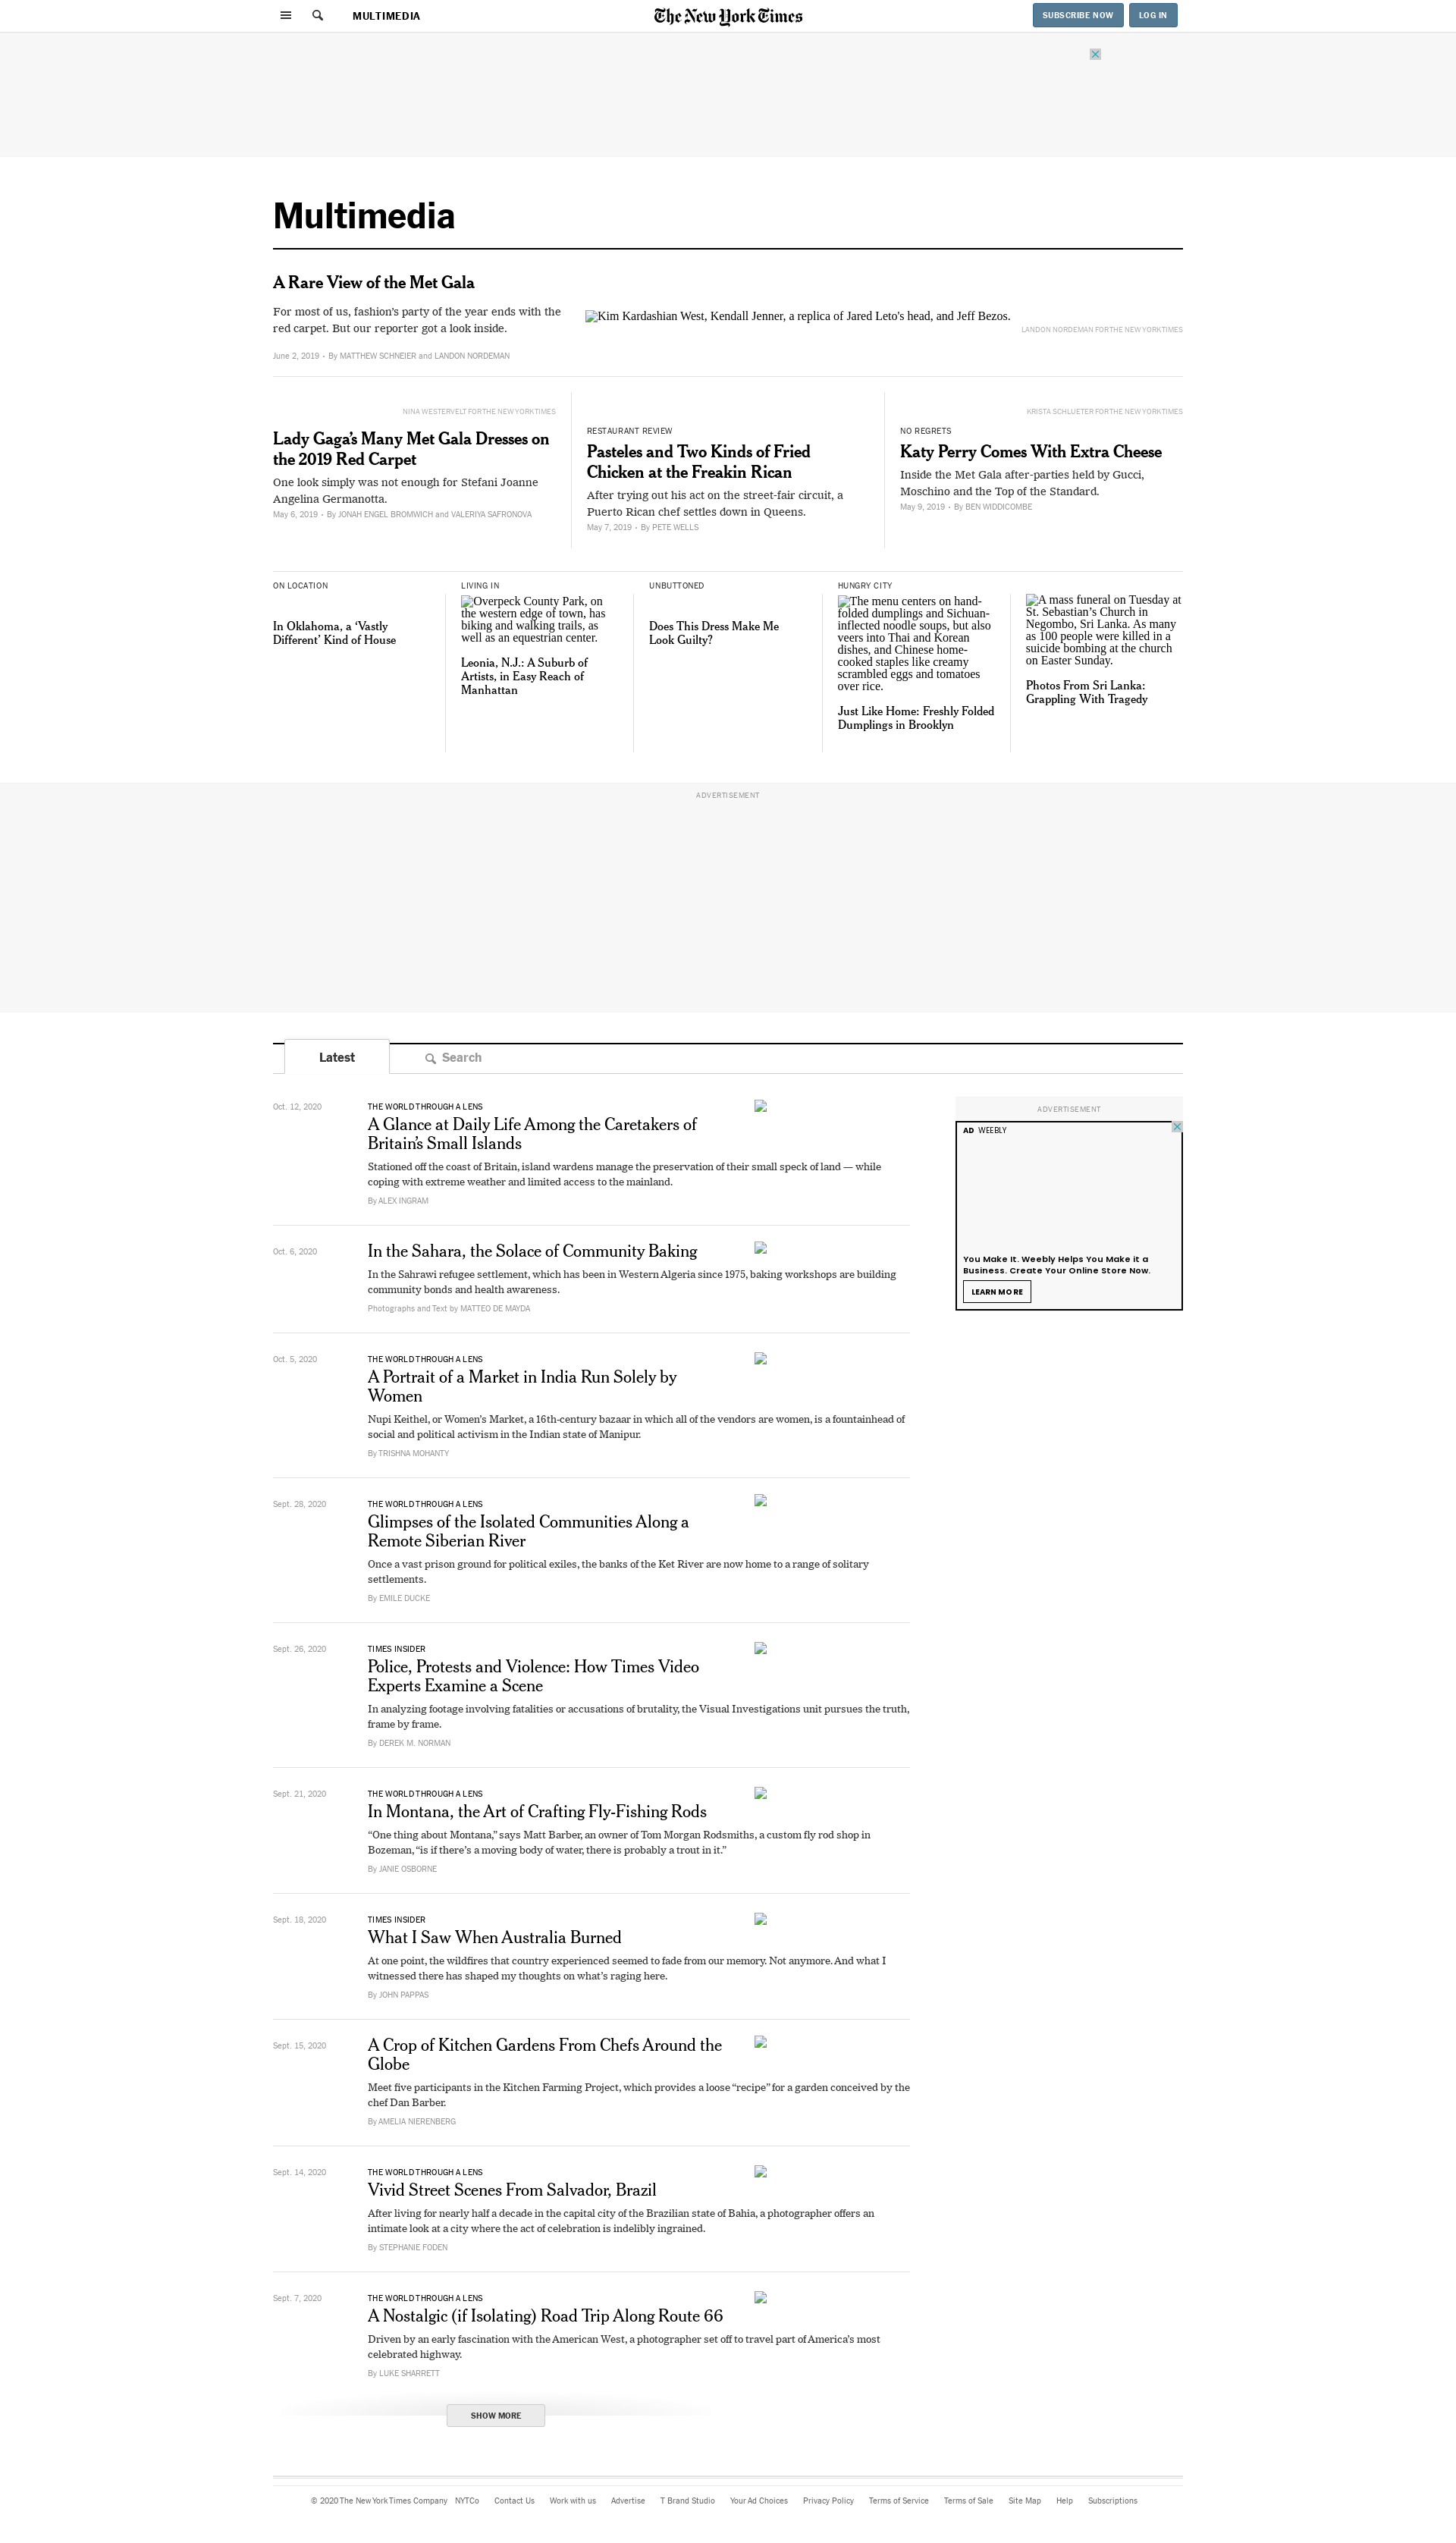 MULTIMEDIA
The New York Times
SUBSCRIBE NOW
LOG IN
Multimedia
A Rare View of the Met Gala
For most of us, fashion's party of the year ends with the
red carpet. But our reporter got a look inside.
June 2, 2019 • By MATTHEW SCHNEIER and LANDON NORDEMAN
Kim Kardashian West, Kendall Jenner, a replica of Jared Leto's head, and Jeff Bezos.
LANDON NORDEMAN FOR THE NEW YORK TIMES
NINA WESTERVELT FOR THE NEW YORK TIMES
Lady Gaga’s Many Met Gala Dresses on
the 2019 Red Carpet
One look simply was not enough for Stefani Joanne
Angelina Germanotta.
May 6, 2019 • By JONAH ENGEL BROMWICH and VALERIYA SAFRONOVA
RESTAURANT REVIEW
Pasteles and Two Kinds of Fried
Chicken at the Freakin Rican
After trying out his act on the street-fair circuit, a
Puerto Rican chef settles down in Queens.
May 7, 2019 • By PETE WELLS
KRISTA SCHLUETER FOR THE NEW YORK TIMES
NO REGRETS
Katy Perry Comes With Extra Cheese
Inside the Met Gala after-parties held by Gucci,
Moschino and the Top of the Standard.
May 9, 2019 • By BEN WIDDICOMBE
ON LOCATION
In Oklahoma, a ‘Vastly
Different’ Kind of House
LIVING IN
Overpeck County Park, on
the western edge of town, has
biking and walking trails, as
well as an equestrian center.
Leonia, N.J.: A Suburb of
Artists, in Easy Reach of
Manhattan
UNBUTTONED
Does This Dress Make Me
Look Guilty?
HUNGRY CITY
The menu centers on hand-
folded dumplings and Sichuan-
inflected noodle soups, but also
veers into Thai and Korean
dishes, and Chinese home-
cooked staples like creamy
scrambled eggs and tomatoes
over rice.
Just Like Home: Freshly Folded
Dumplings in Brooklyn
A mass funeral on Tuesday at
St. Sebastian’s Church in
Negombo, Sri Lanka. As many
as 100 people were killed in a
suicide bombing at the church
on Easter Sunday.
Photos From Sri Lanka:
Grappling With Tragedy
ADVERTISEMENT
Latest
Search
Oct. 12, 2020
THE WORLD THROUGH A LENS
A Glance at Daily Life Among the Caretakers of
Britain’s Small Islands
Stationed off the coast of Britain, island wardens manage the preservation of their small speck of land — while
coping with extreme weather and limited access to the mainland.
By ALEX INGRAM
ADVERTISEMENT
AD WEEBLY
You Make It. Weebly Helps You Make it a
Business. Create Your Online Store Now.
LEARN MORE
Oct. 6, 2020
In the Sahara, the Solace of Community Baking
In the Sahrawi refugee settlement, which has been in Western Algeria since 1975, baking workshops are building
community bonds and health awareness.
Photographs and Text by MATTEO DE MAYDA
Oct. 5, 2020
THE WORLD THROUGH A LENS
A Portrait of a Market in India Run Solely by
Women
Nupi Keithel, or Women’s Market, a 16th-century bazaar in which all of the vendors are women, is a fountainhead of
social and political activism in the Indian state of Manipur.
By TRISHNA MOHANTY
Sept. 28, 2020
THE WORLD THROUGH A LENS
Glimpses of the Isolated Communities Along a
Remote Siberian River
Once a vast prison ground for political exiles, the banks of the Ket River are now home to a range of solitary
settlements.
By EMILE DUCKE
Sept. 26, 2020
TIMES INSIDER
Police, Protests and Violence: How Times Video
Experts Examine a Scene
In analyzing footage involving fatalities or accusations of brutality, the Visual Investigations unit pursues the truth,
frame by frame.
By DEREK M. NORMAN
Sept. 21, 2020
THE WORLD THROUGH A LENS
In Montana, the Art of Crafting Fly-Fishing Rods
“One thing about Montana,” says Matt Barber, an owner of Tom Morgan Rodsmiths, a custom fly rod shop in
Bozeman, “is if there’s a moving body of water, there is probably a trout in it.”
By JANIE OSBORNE
Sept. 18, 2020
TIMES INSIDER
What I Saw When Australia Burned
At one point, the wildfires that country experienced seemed to fade from our memory. Not anymore. And what I
witnessed there has shaped my thoughts on what’s raging here.
By JOHN PAPPAS
Sept. 15, 2020
A Crop of Kitchen Gardens From Chefs Around the
Globe
Meet five participants in the Kitchen Farming Project, which provides a loose “recipe” for a garden conceived by the
chef Dan Barber.
By AMELIA NIERENBERG
Sept. 14, 2020
THE WORLD THROUGH A LENS
Vivid Street Scenes From Salvador, Brazil
After living for nearly half a decade in the capital city of the Brazilian state of Bahia, a photographer offers an
intimate look at a city where the act of celebration is indelibly ingrained.
By STEPHANIE FODEN
Sept. 7, 2020
THE WORLD THROUGH A LENS
A Nostalgic (if Isolating) Road Trip Along Route 66
Driven by an early fascination with the American West, a photographer set off to travel part of America’s most
celebrated highway.
By LUKE SHARRETT
SHOW MORE
© 2020 The New York Times Company NYTCo Contact Us Work with us Advertise T Brand Studio Your Ad Choices Privacy Policy Terms of Service Terms of Sale Site Map Help Subscriptions